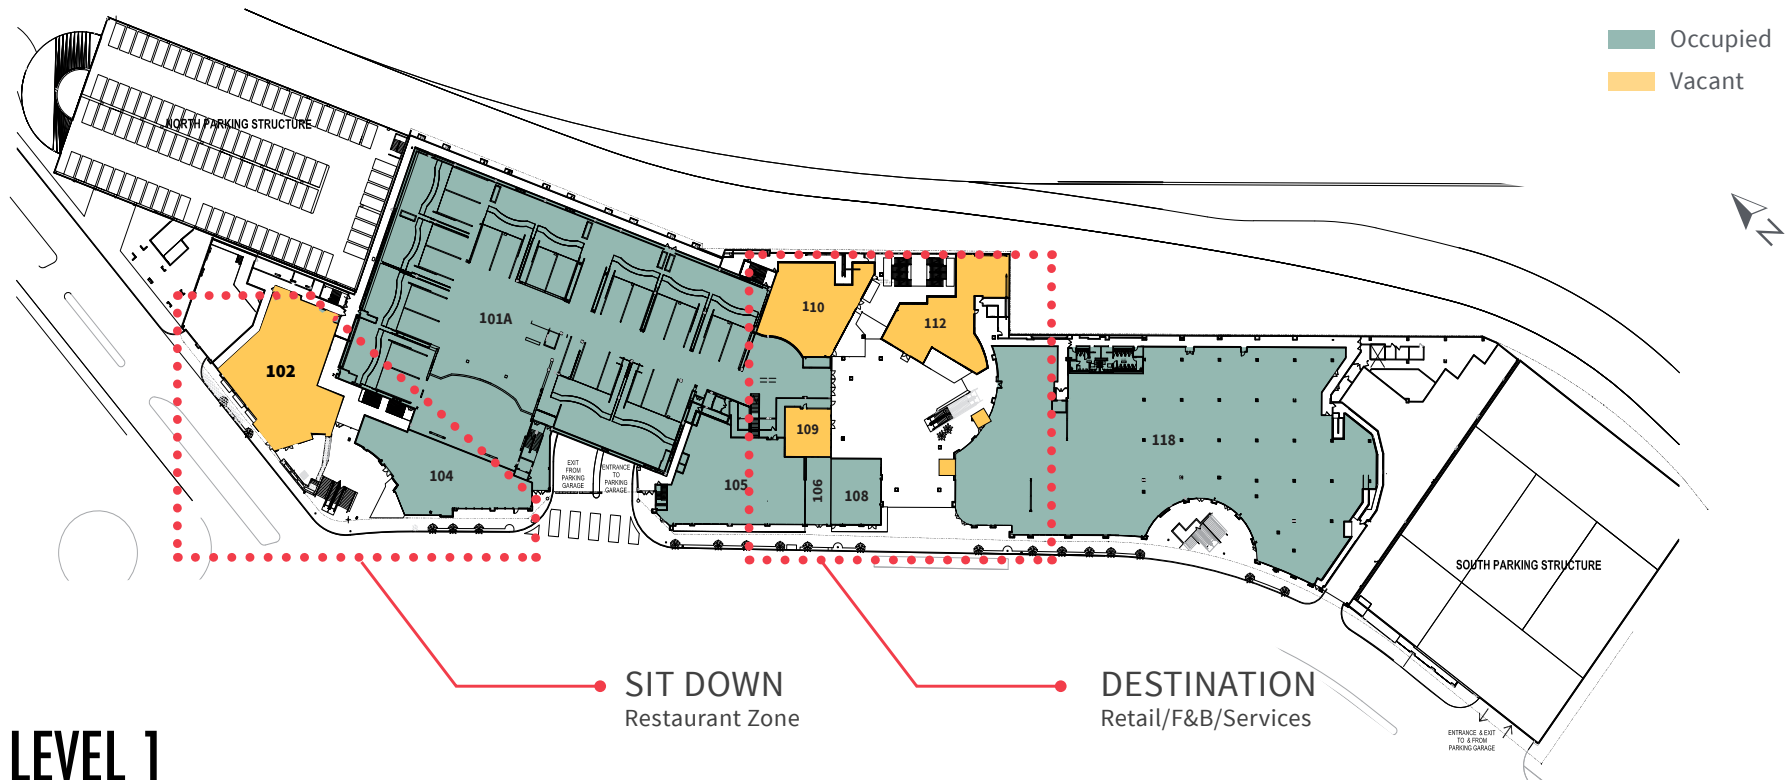 Occupied
Vacant
NORTH PARKING STRUCTURE
N
101A
110
112
102
109
118
104
105
106
108
EXIT
FROM
PARKING
GARAGE
ENTRANCE
TO
PARKING
GARAGE
SOUTH PARKING STRUCTURE
SIT DOWN
Restaurant Zone
DESTINATION
Retail/F&B/Services
ENTRANCE & EXIT
TO & FROM
PARKING GARAGE
LEVEL 1